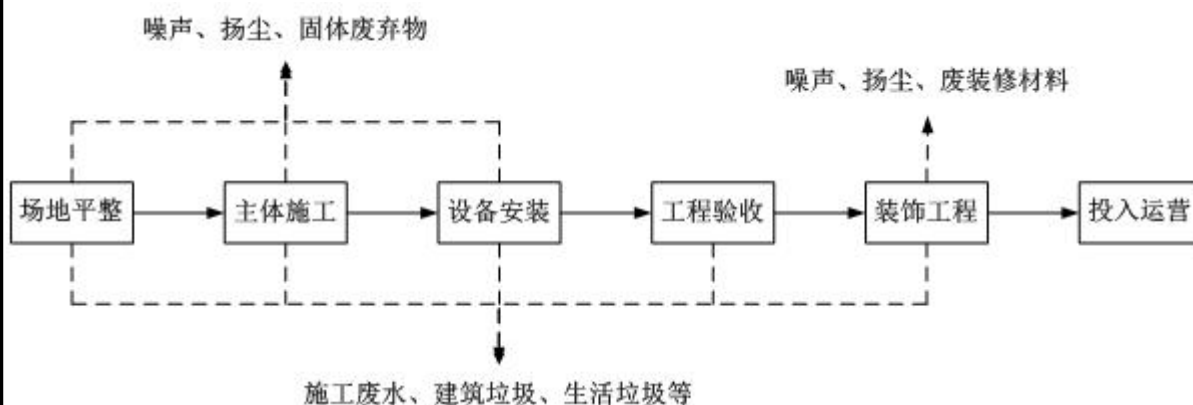 噪声、扬尘、固体废弃物
噪声、扬尘、废装修材料
场地平整
主体施工
设备安装
工程验收
装饰工程
投入运营
施工废水、建筑垃圾、生活垃圾等